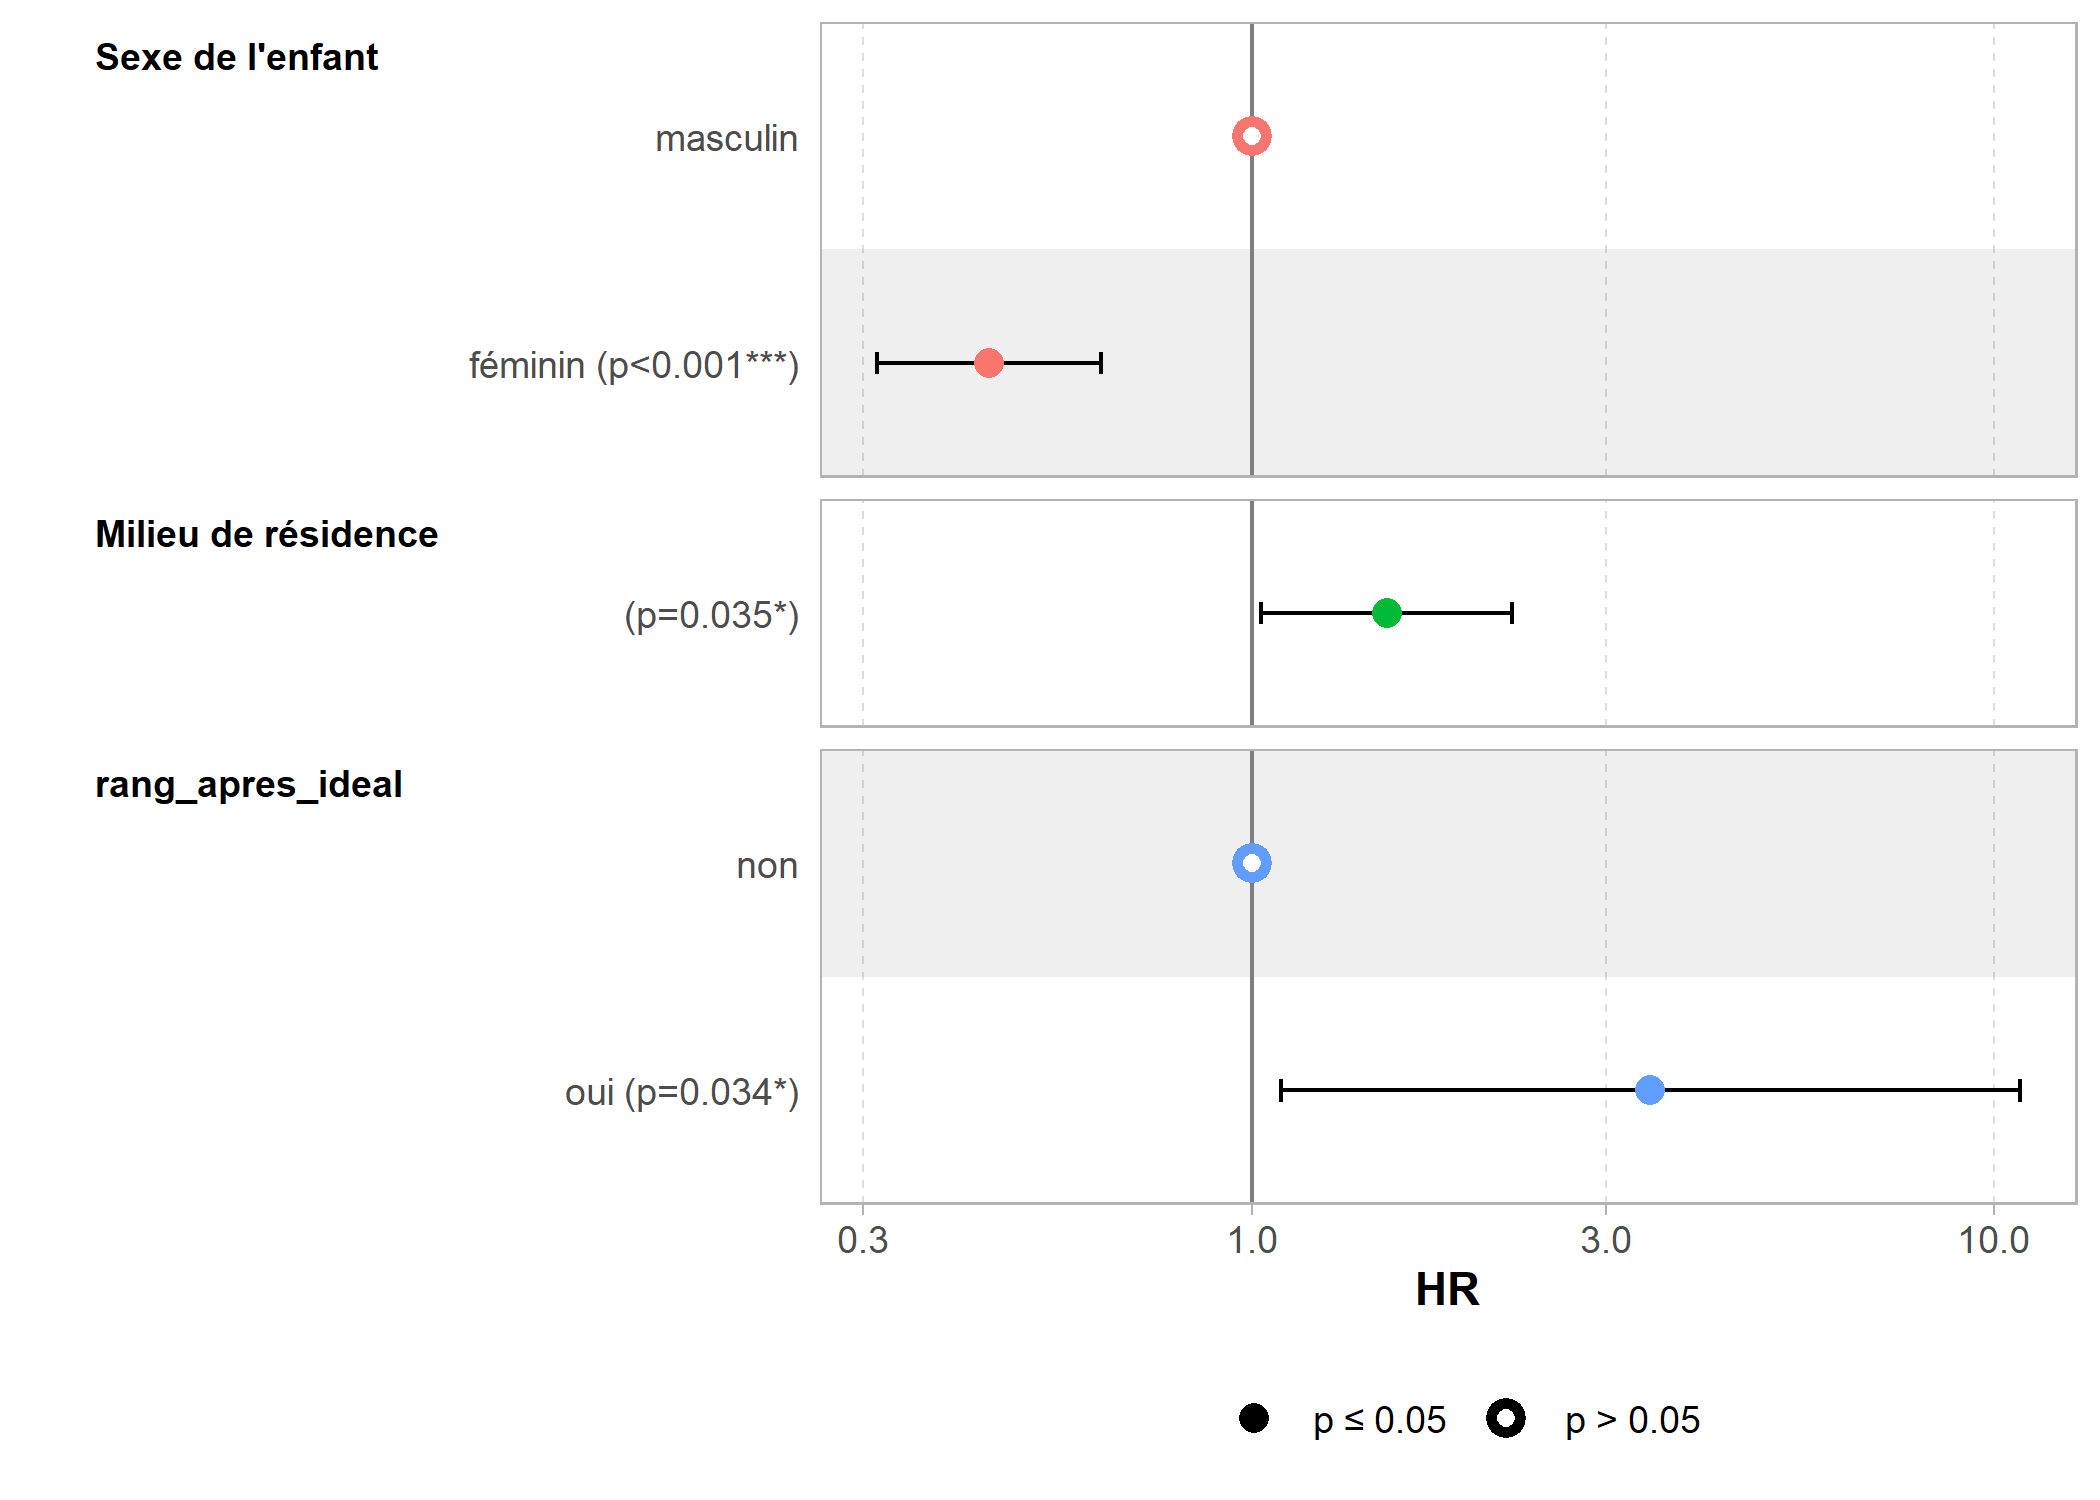 Sexe de l'enfant
masculin
féminin (p<0.001***)
Milieu de résidence
(p=0.035*)
rang_apres_ideal
non
oui (p=0.034*)
0.3 1.0 3.0 10.0
HR
p ≤ 0.05 p > 0.05